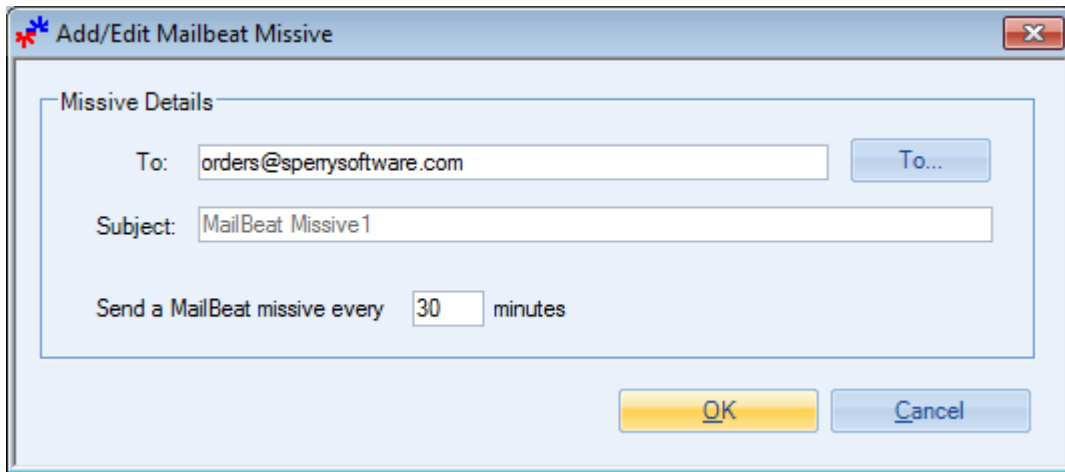 Add/Edit Mailbeat Missive
Missive Details
To: orders@sperrysoftware.com To...
Subject: MailBeat Missive1
Send a MailBeat missive every 30 minutes
OK Cancel